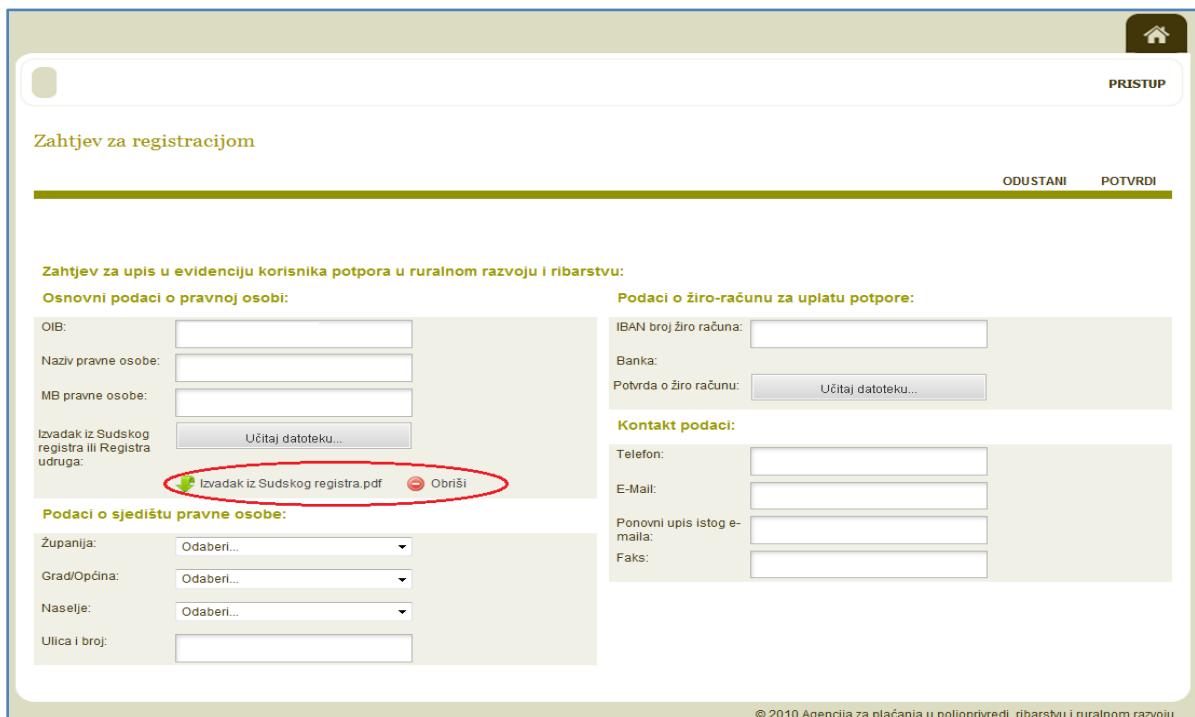 PRISTUP
Zahtjev za registracijom
ODUSTANI POTVRDI
Zahtjev za upis u evidenciju korisnika potpora u ruralnom razvoju i ribarstvu:
Osnovni podaci o pravnoj osobi:
OIB:
Naziv pravne osobe:
MB pravne osobe:
Izvadak iz Sudskog
registra ili Registra
udruga:
Učitaj datoteku...
Izvadak iz Sudskog registra.pdf Obriši
Podaci o sjedištu pravne osobe:
Županija: Odaberi...
Grad/Općina: Odaberi...
Naselje: Odaberi...
Ulica i broj:
Podaci o žiro-računu za uplatu potpore:
IBAN broj žiro računa:
Banka:
Potvrda o žiro računu: Učitaj datoteku...
Kontakt podaci:
Telefon:
E-Mail:
Ponovni upis istog e-
maila:
Faks:
© 2010 Agencija za plaćanja u poljoprivredi, ribarstvu i ruralnom razvoju